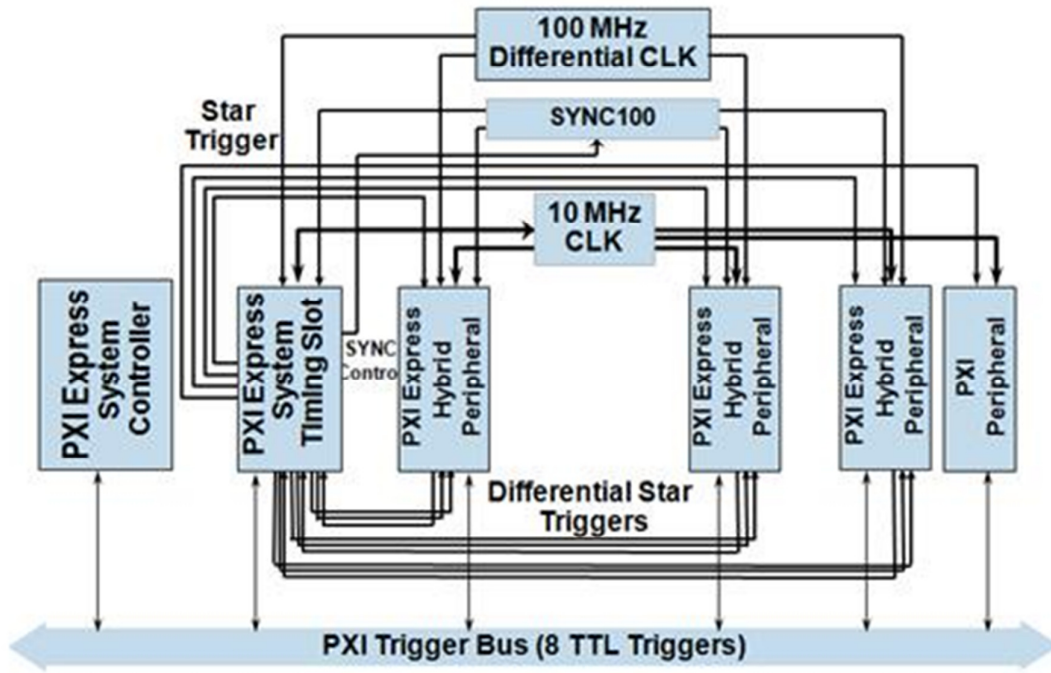 100 MHz
Differential CLK
Star
Trigger
SYNC100
10 MHz
CLK
PXI Express
System
Controller
PXI Express
System
Timing Slot
SYNC
Contro
PXI Express
Hybrid
Peripheral
PXI Express
Hybrid
Peripheral
PXI Express
Hybrid
Peripheral
PXI
Peripheral
Differential Star
Triggers
PXI Trigger Bus (8 TTL Triggers)